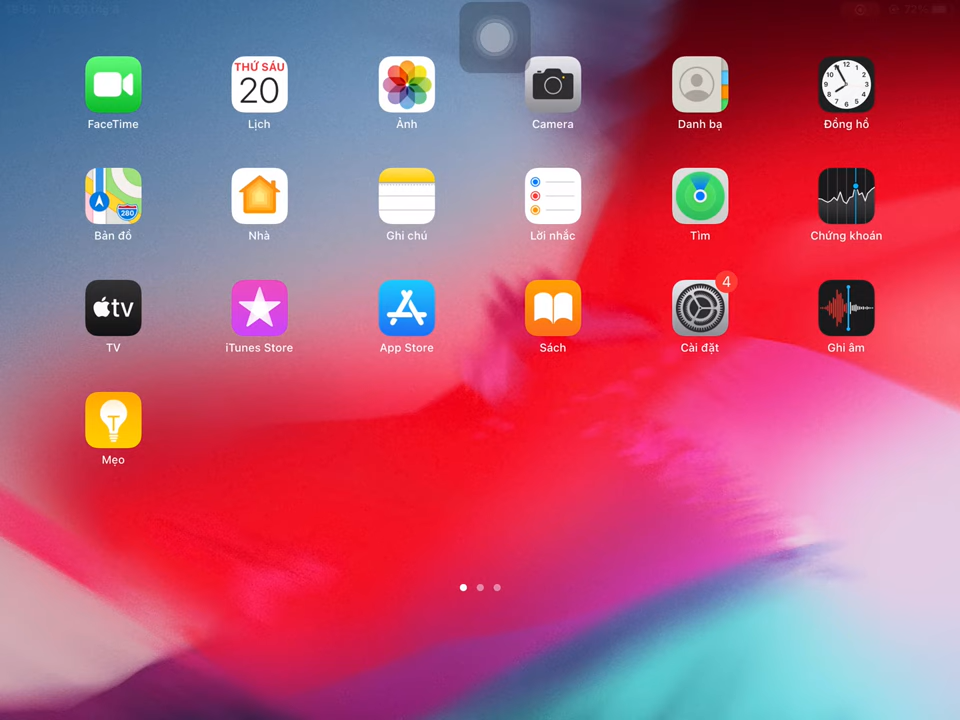 THỨ SÁU
20
FaceTime
Lịch
Ảnh
Camera
Danh bạ
Đồng hồ
280
Bản đồ
Nhà
Ghi chú
Lời nhắc
Tìm
Chứng khoán
tv
4
TV
iTunes Store
App Store
Sách
Cài đặt
Ghi âm
Mẹo